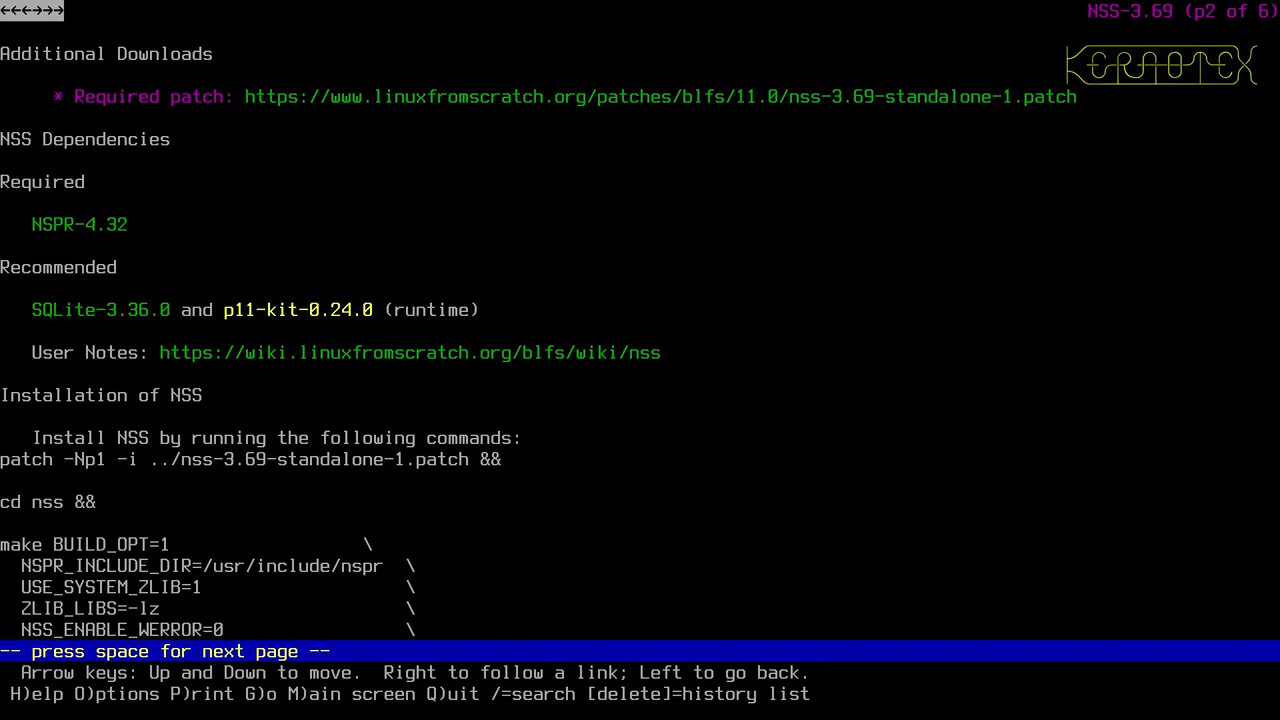 ←←←→→→ NSS-3.69 (p2 of 6)
Additional Downloads
KERNOTEX
* Required patch: https://www.linuxfromscratch.org/patches/blfs/11.0/nss-3.69-standalone-1.patch
NSS Dependencies
Required
NSPR-4.32
Recommended
SQLite-3.36.0 and p11-kit-0.24.0 (runtime)
User Notes: https://wiki.linuxfromscratch.org/blfs/wiki/nss
Installation of NSS
Install NSS by running the following commands:
patch -Np1 -i ../nss-3.69-standalone-1.patch &&
cd nss &&
make BUILD_OPT=1 \
NSPR_INCLUDE_DIR=/usr/include/nspr \
USE_SYSTEM_ZLIB=1 \
ZLIB_LIBS=-lz \
NSS_ENABLE_WERROR=0 \
-- press space for next page --
Arrow keys: Up and Down to move. Right to follow a link; Left to go back.
H)elp O)ptions P)rint G)o M)ain screen Q)uit /=search [delete]=history list